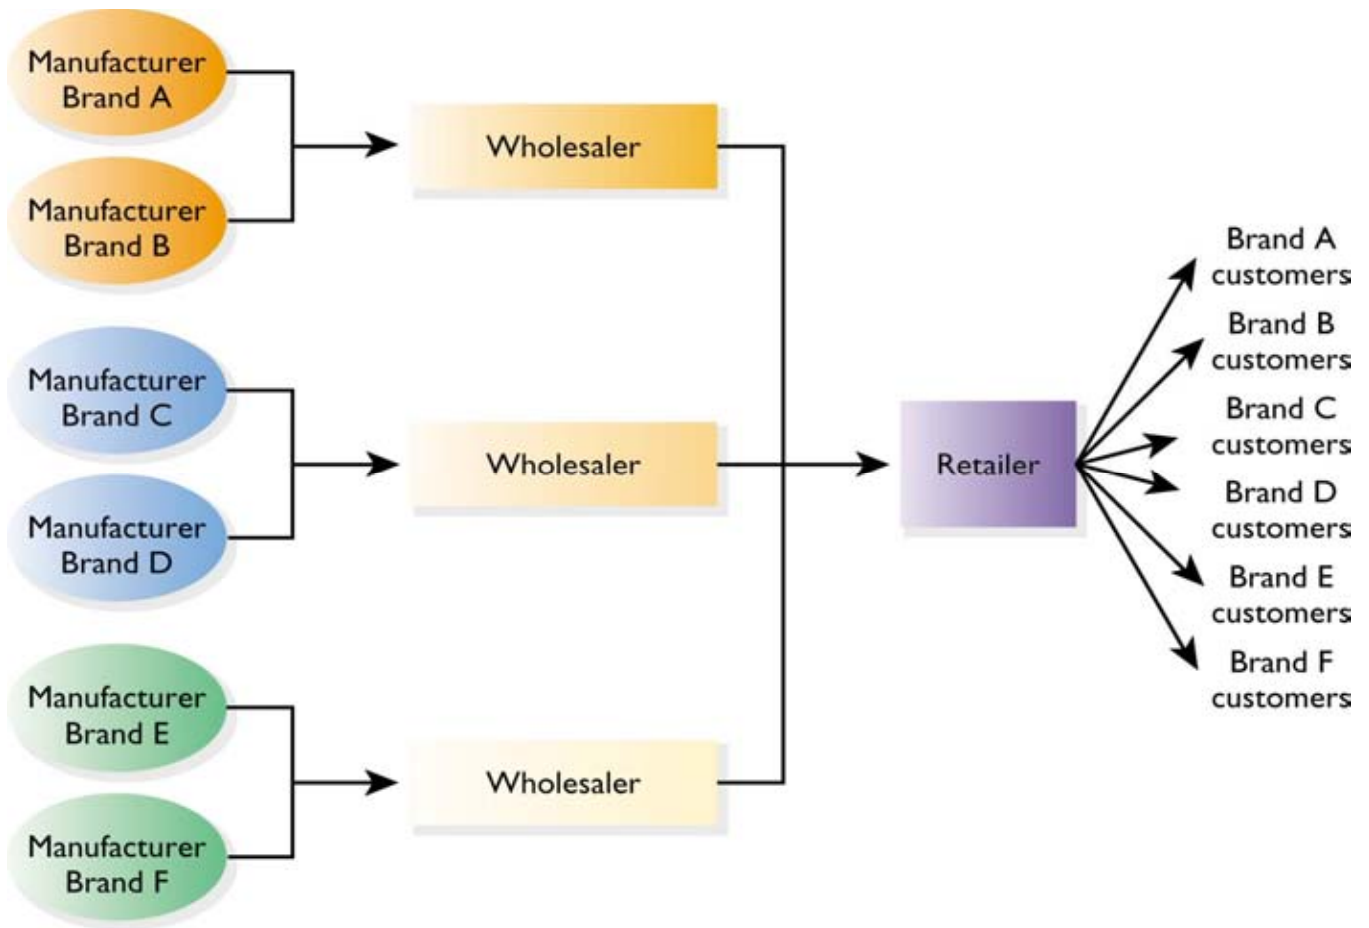 Manufacturer
Brand A
Manufacturer
Brand B
Manufacturer
Brand C
Manufacturer
Brand D
Manufacturer
Brand E
Manufacturer
Brand F
Wholesaler
Wholesaler
Wholesaler
Retailer
Brand A
customers
Brand B
customers
Brand C
customers
Brand D
customers
Brand E
customers
Brand F
customers